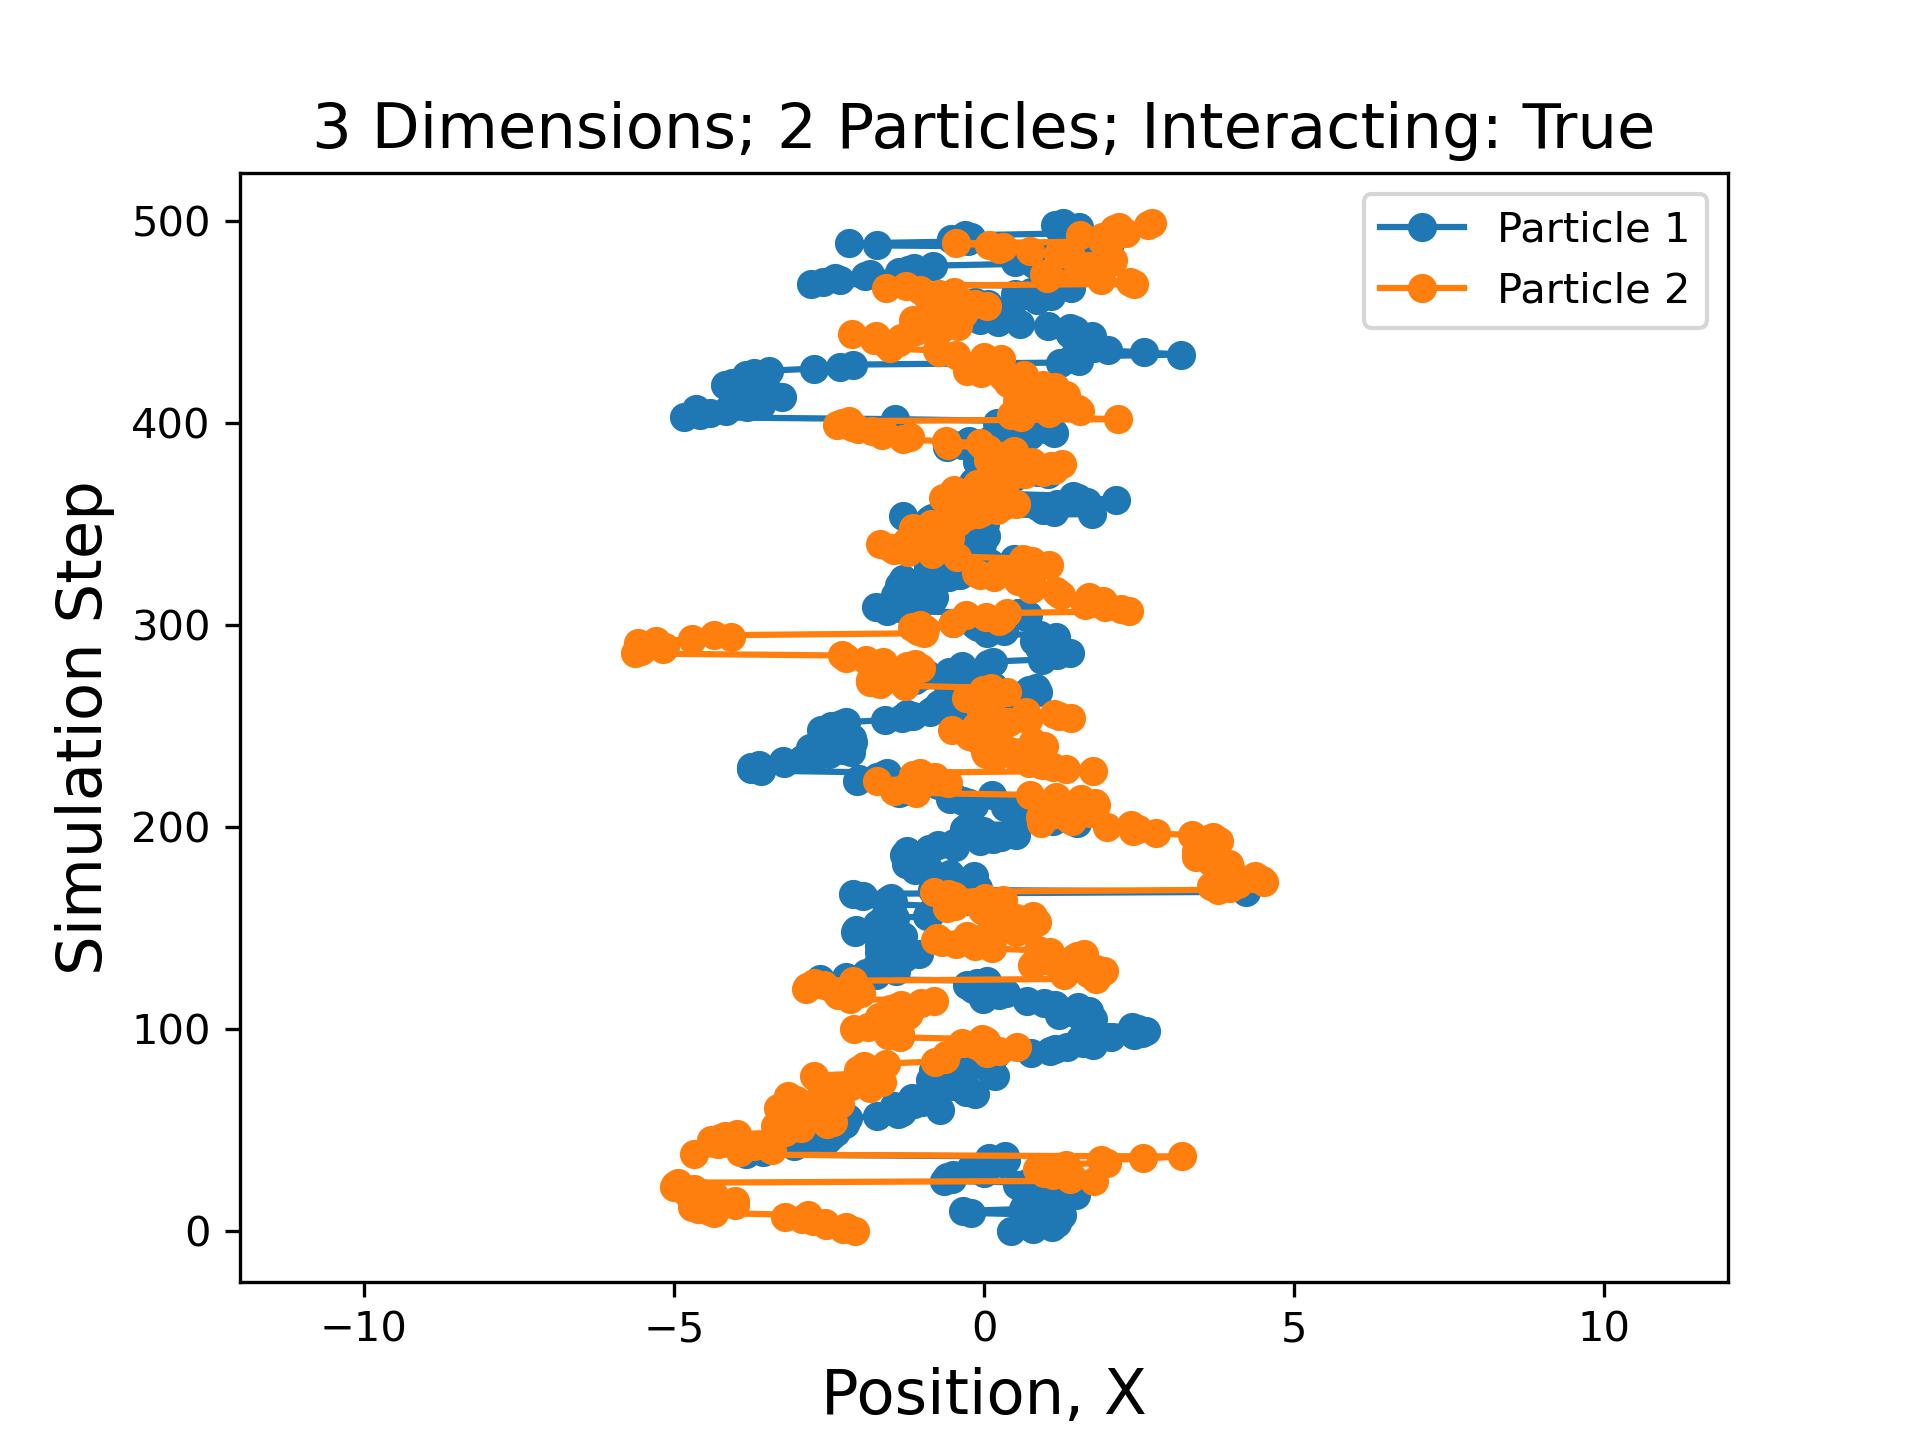 3 Dimensions; 2 Particles; Interacting: True
Particle 1
Particle 2
500
400
300
200
100
0
Simulation Step
−10
−5
0
5
10
Position, X